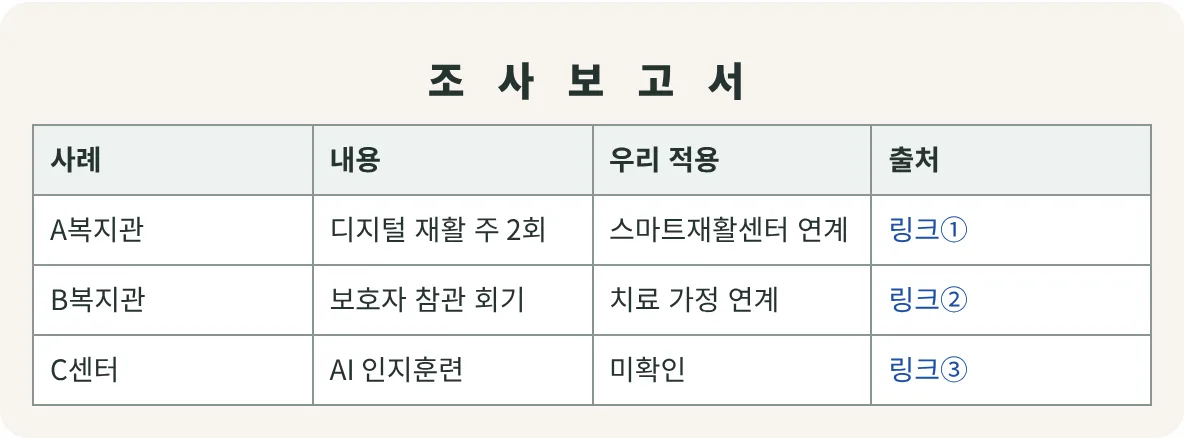 조 사 보 고 서
사례 내용 우리 적용 출처
A복지관 디지털 재활 주 2회 스마트재활센터 연계 링크①
B복지관 보호자 참관 회기 치료 가정 연계 링크②
C센터 AI 인지훈련 미확인 링크③